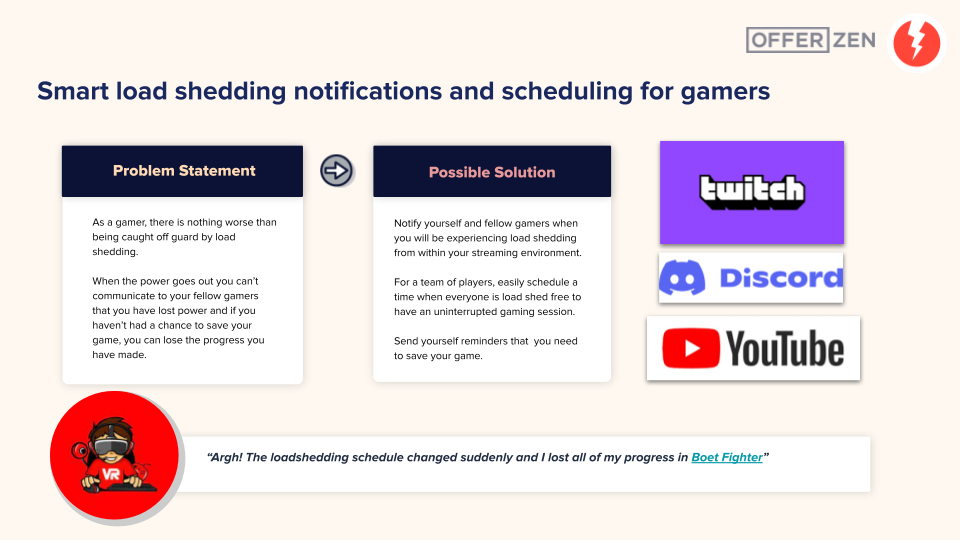 OFFERZEN
Smart load shedding notifications and scheduling for gamers
Problem Statement
As a gamer, there is nothing worse than
being caught off guard by load
shedding.
When the power goes out you can’t
communicate to your fellow gamers
that you have lost power and if you
haven’t had a chance to save your
game, you can lose the progress you
have made.
Possible Solution
Notify yourself and fellow gamers when
you will be experiencing load shedding
from within your streaming environment.
For a team of players, easily schedule a
time when everyone is load shed free to
have an uninterrupted gaming session.
Send yourself reminders that you need
to save your game.
twitch
Discord
YouTube
VR
“Argh! The loadshedding schedule changed suddenly and I lost all of my progress in Boet Fighter”